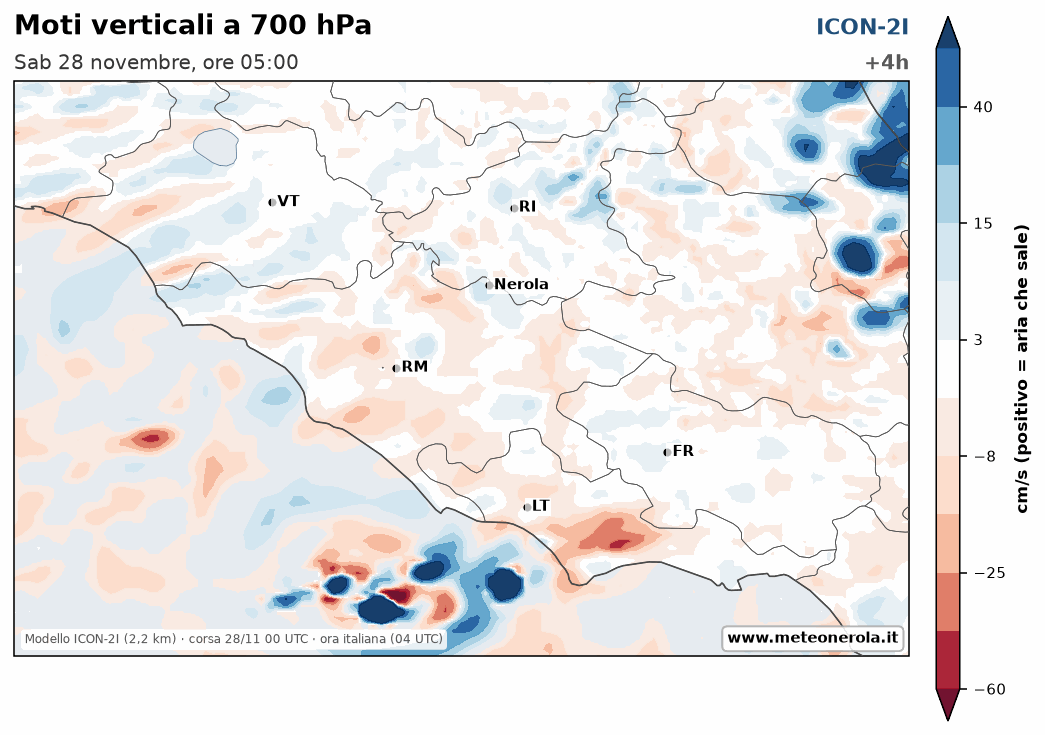 Moti verticali a 700 hPa
ICON-2I
Sab 28 novembre, ore 05:00
+4h
VT
RI
Nerola
RM
FR
LT
Modello ICON-2I (2,2 km) · corsa 28/11 00 UTC · ora italiana (04 UTC)
www.meteonerola.it
40
15
3
−8
−25
−60
cm/s (positivo = aria che sale)